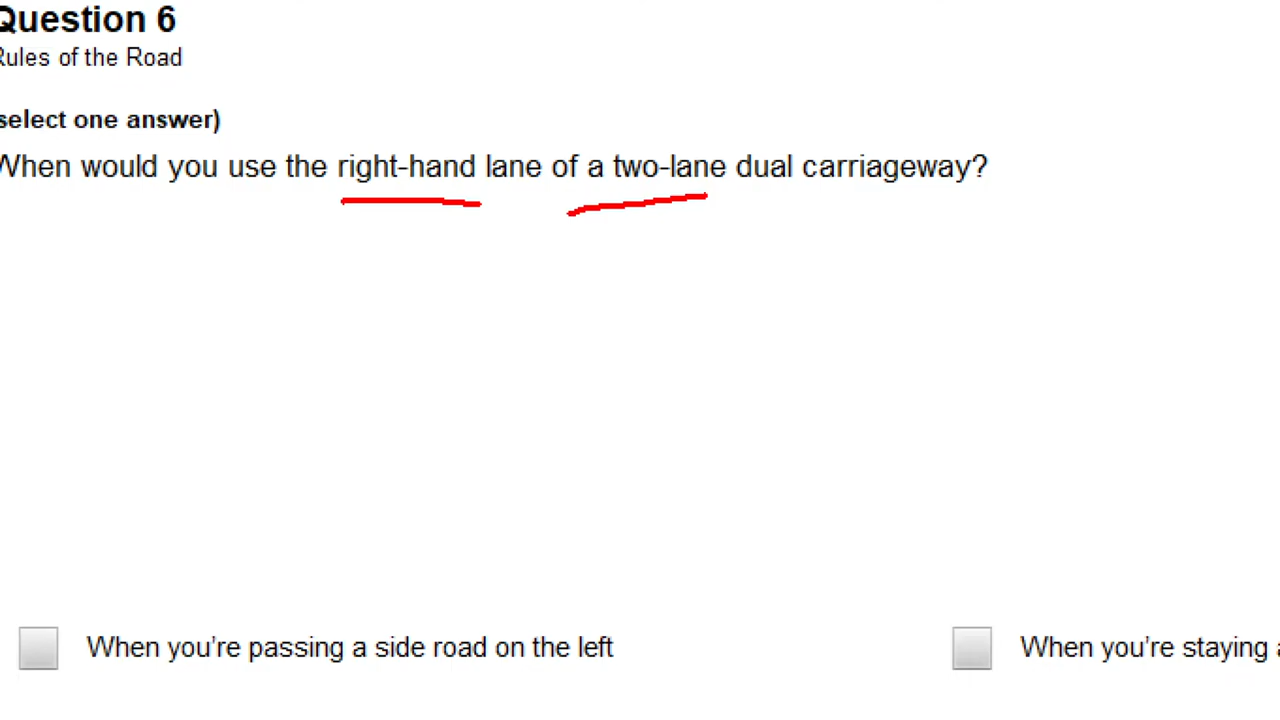 Question 6
Rules of the Road
select one answer)
When would you use the right-hand lane of a two-lane dual carriageway?
When you're passing a side road on the left
When you're staying a